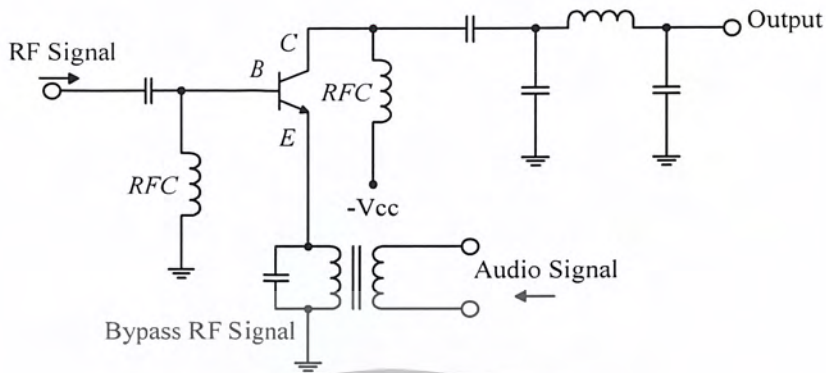 C
Output
RF Signal
B
RFC
E
RFC
-Vcc
Audio Signal
Bypass RF Signal